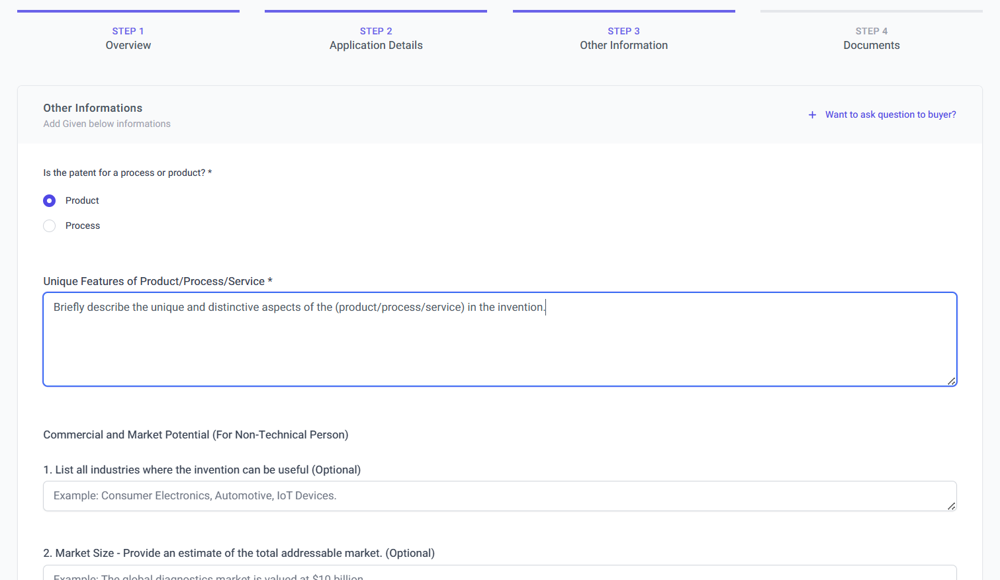 STEP 1
Overview
STEP 2
Application Details
STEP 3
Other Information
STEP 4
Documents
Other Informations
Add Given below informations
+ Want to ask question to buyer?
Is the patent for a process or product? *
Product
Process
Unique Features of Product/Process/Service *
Briefly describe the unique and distinctive aspects of the (product/process/service) in the invention.
Commercial and Market Potential (For Non-Technical Person)
1. List all industries where the invention can be useful (Optional)
Example: Consumer Electronics, Automotive, IoT Devices.
2. Market Size - Provide an estimate of the total addressable market. (Optional)
Example: The global diagnostics market is valued at $10 billion